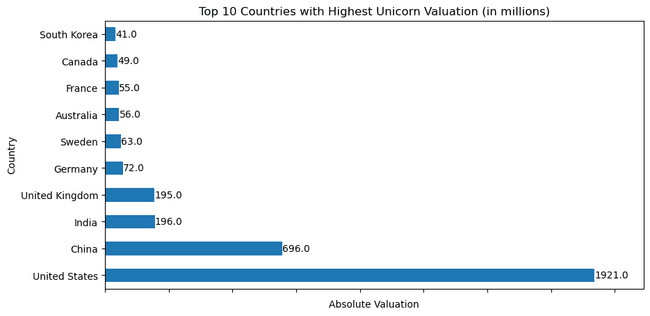 Top 10 Countries with Highest Unicorn Valuation (in millions)
South Korea 41.0
Canada 49.0
France 55.0
Australia 56.0
Sweden 63.0
Germany 72.0
United Kingdom 195.0
India 196.0
China 696.0
United States 1921.0
Country
Absolute Valuation